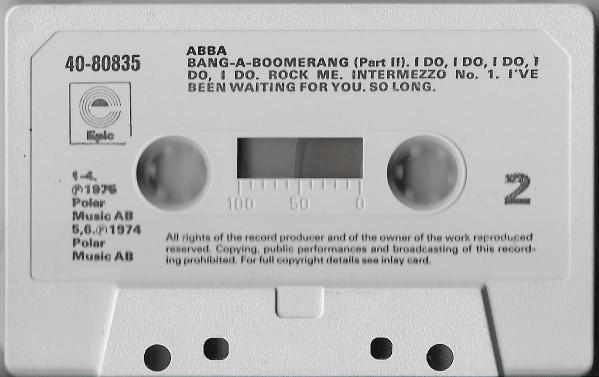 ABBA
40-80835
BANG-A-BOOMERANG (Part II). I DO, I DO, I DO, I
DO, I DO. ROCK ME. INTERMEZZO No. 1. I'VE
BEEN WAITING FOR YOU. SO LONG.
Epic
100 50 0
1-4.
℗1975
Polar
Music AB
5,6.℗1974
Polar
Music AB
2
All rights of the record producer and of the owner of the work reproduced
reserved. Copying, public performances and broadcasting of this record-
ing prohibited. For full copyright details see inlay card.